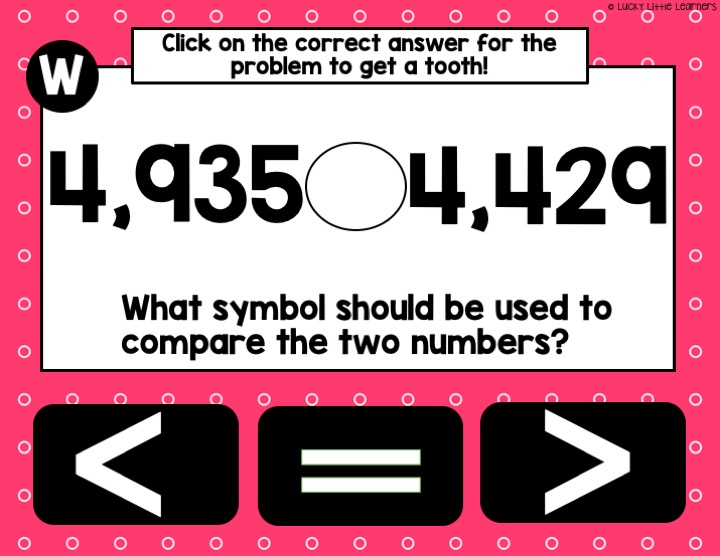 © Lucky Little Learners
Click on the correct answer for the
problem to get a tooth!
W
4,935 4,429
What symbol should be used to
compare the two numbers?
< = >